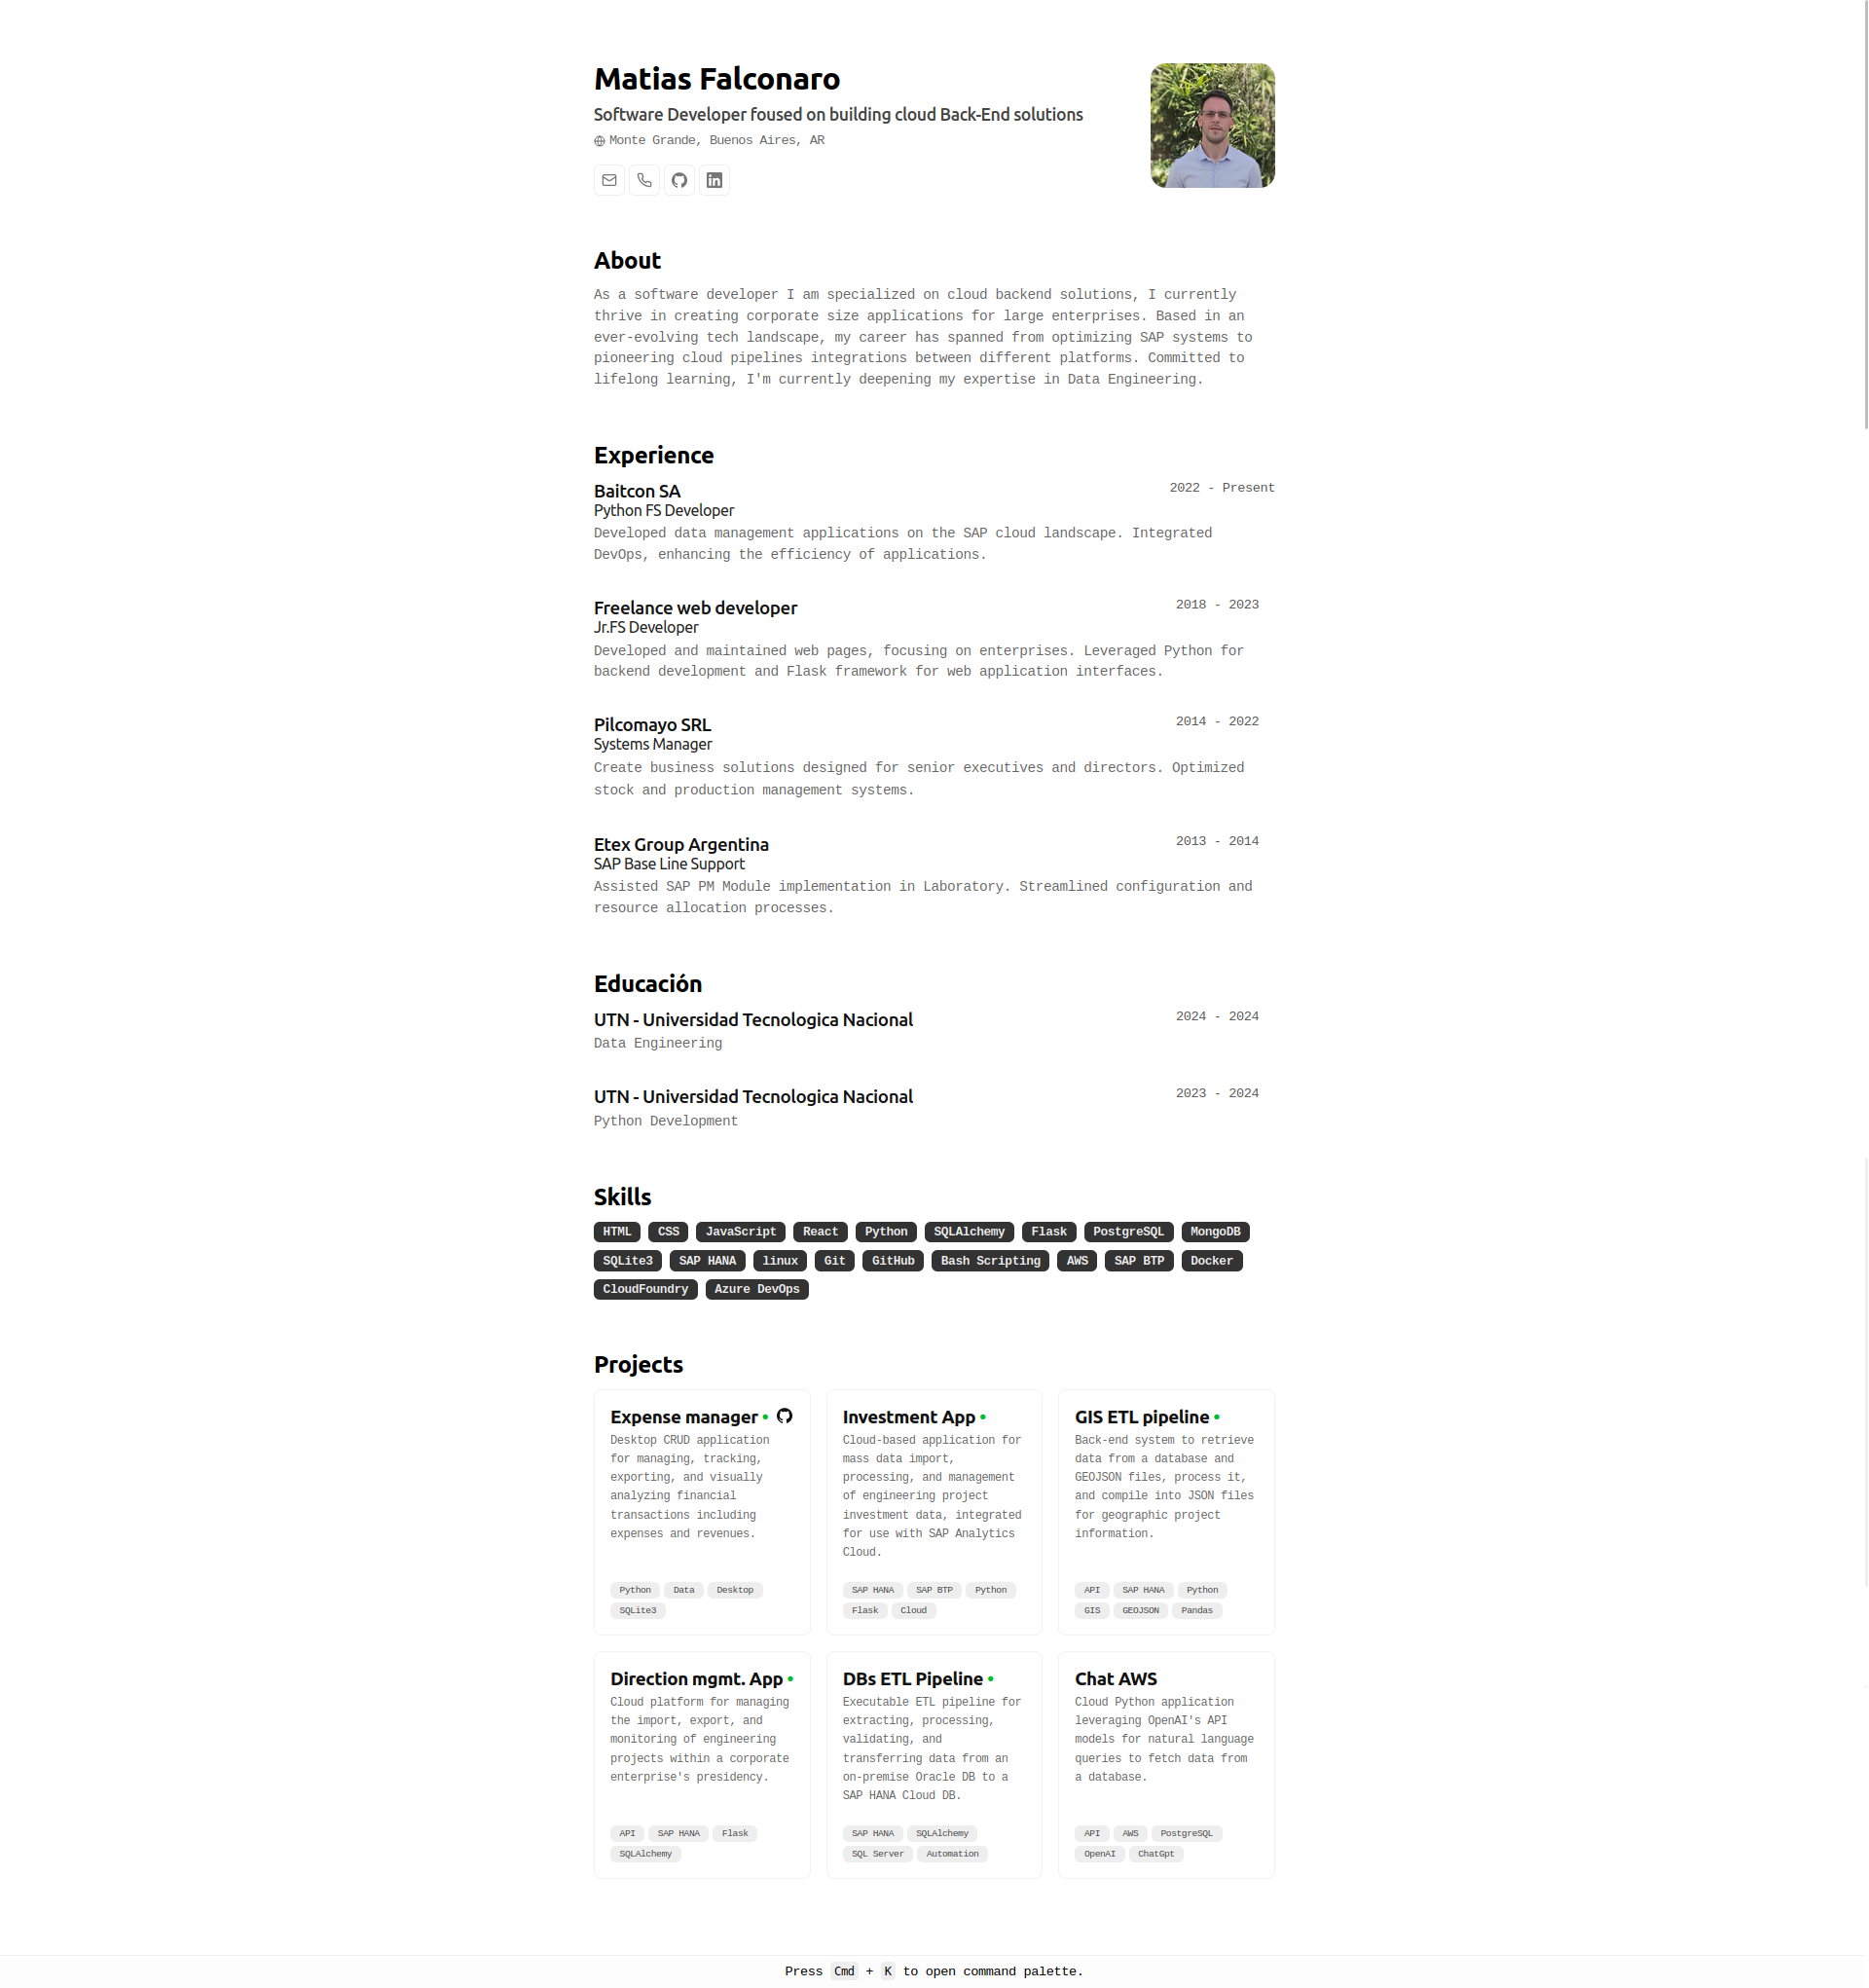 Matias Falconaro
Software Developer foused on building cloud Back-End solutions
Monte Grande, Buenos Aires, AR
About
As a software developer I am specialized on cloud backend solutions, I currently
thrive in creating corporate size applications for large enterprises. Based in an
ever-evolving tech landscape, my career has spanned from optimizing SAP systems to
pioneering cloud pipelines integrations between different platforms. Committed to
lifelong learning, I'm currently deepening my expertise in Data Engineering.
Experience
Baitcon SA 2022 - Present
Python FS Developer
Developed data management applications on the SAP cloud landscape. Integrated
DevOps, enhancing the efficiency of applications.
Freelance web developer 2018 - 2023
Jr.FS Developer
Developed and maintained web pages, focusing on enterprises. Leveraged Python for
backend development and Flask framework for web application interfaces.
Pilcomayo SRL 2014 - 2022
Systems Manager
Create business solutions designed for senior executives and directors. Optimized
stock and production management systems.
Etex Group Argentina 2013 - 2014
SAP Base Line Support
Assisted SAP PM Module implementation in Laboratory. Streamlined configuration and
resource allocation processes.
Educación
UTN - Universidad Tecnologica Nacional 2024 - 2024
Data Engineering
UTN - Universidad Tecnologica Nacional 2023 - 2024
Python Development
Skills
HTML CSS JavaScript React Python SQLAlchemy Flask PostgreSQL MongoDB
SQLite3 SAP HANA linux Git GitHub Bash Scripting AWS SAP BTP Docker
CloudFoundry Azure DevOps
Projects
Expense manager
Desktop CRUD application
for managing, tracking,
exporting, and visually
analyzing financial
transactions including
expenses and revenues.
Python Data Desktop
SQLite3
Investment App
Cloud-based application for
mass data import,
processing, and management
of engineering project
investment data, integrated
for use with SAP Analytics
Cloud.
SAP HANA SAP BTP Python
Flask Cloud
GIS ETL pipeline
Back-end system to retrieve
data from a database and
GEOJSON files, process it,
and compile into JSON files
for geographic project
information.
API SAP HANA Python
GIS GEOJSON Pandas
Direction mgmt. App
Cloud platform for managing
the import, export, and
monitoring of engineering
projects within a corporate
enterprise's presidency.
API SAP HANA Flask
SQLAlchemy
DBs ETL Pipeline
Executable ETL pipeline for
extracting, processing,
validating, and
transferring data from an
on-premise Oracle DB to a
SAP HANA Cloud DB.
SAP HANA SQLAlchemy
SQL Server Automation
Chat AWS
Cloud Python application
leveraging OpenAI's API
models for natural language
queries to fetch data from
a database.
API AWS PostgreSQL
OpenAI ChatGpt
Press Cmd + K to open command palette.